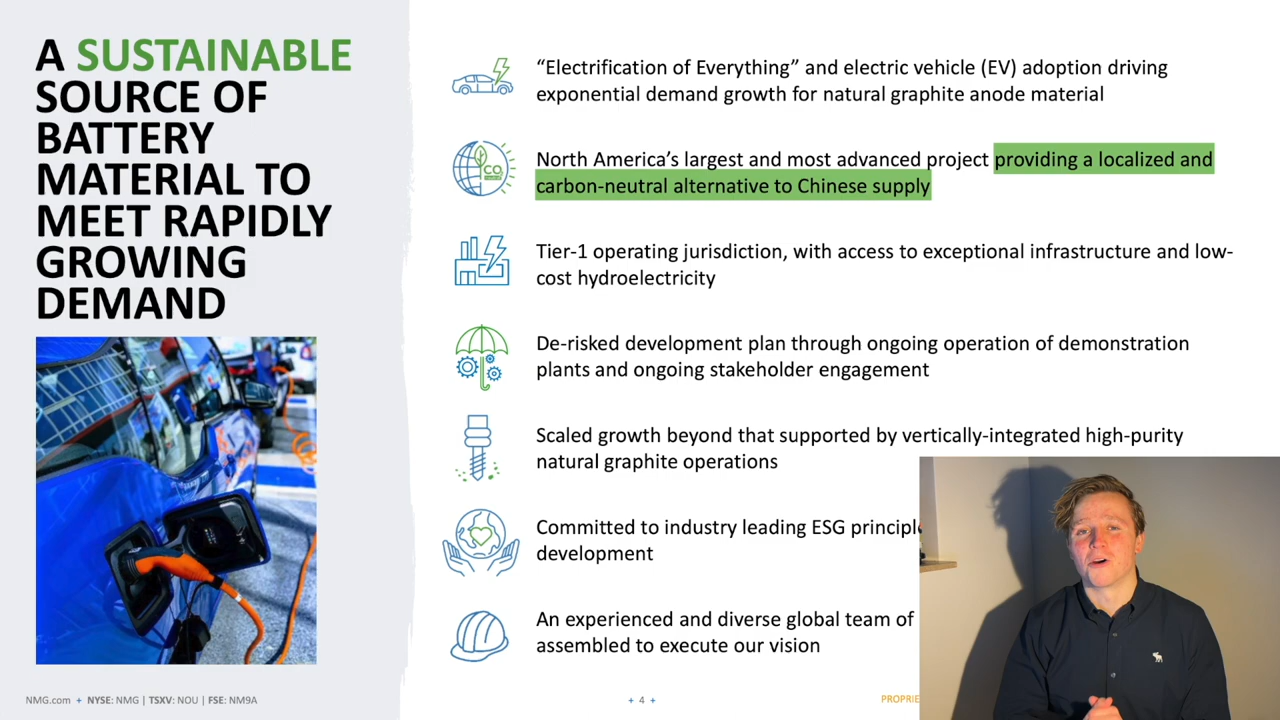 A SUSTAINABLE
SOURCE OF
BATTERY
MATERIAL TO
MEET RAPIDLY
GROWING
DEMAND
“Electrification of Everything” and electric vehicle (EV) adoption driving
exponential demand growth for natural graphite anode material
CO₂
North America’s largest and most advanced project providing a localized and
carbon-neutral alternative to Chinese supply
Tier-1 operating jurisdiction, with access to exceptional infrastructure and low-
cost hydroelectricity
De-risked development plan through ongoing operation of demonstration
plants and ongoing stakeholder engagement
Scaled growth beyond that supported by vertically-integrated high-purity
natural graphite operations
Committed to industry leading ESG
development
An experienced and diverse global team of
assembled to execute our vision
NMG.com + NYSE: NMG | TSXV: NOU | FSE: NM9A
+ 4 +